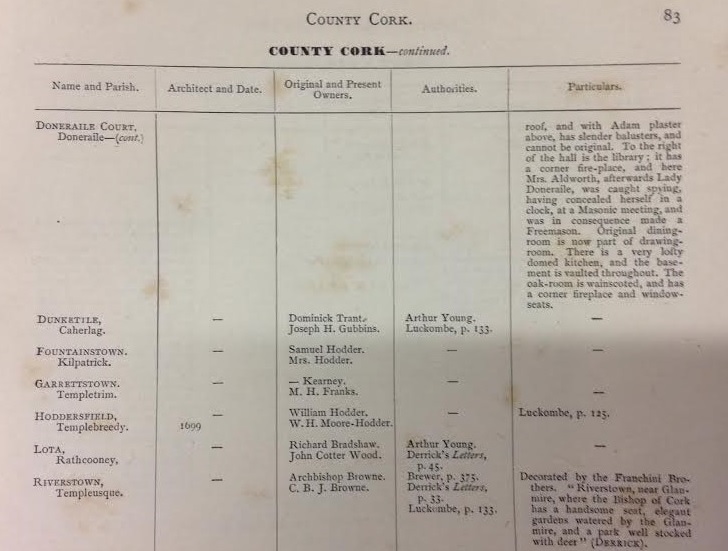 COUNTY CORK.
83
COUNTY CORK—continued.
Name and Parish.
Architect and Date.
Original and Present
Owners.
Authorities.
Particulars.
DONERAILE COURT,
Doneraile—(cont.)
roof, and with Adam plaster
above, has slender balusters, and
cannot be original. To the right
of the hall is the library; it has
a corner fire-place, and here
Mrs. Aldworth, afterwards Lady
Doneraile, was caught spying,
having concealed herself in a
clock, at a Masonic meeting, and
was in consequence made a
Freemason. Original dining-
room is now part of drawing-
room. There is a very lofty
domed kitchen, and the base-
ment is vaulted throughout. The
oak-room is wainscoted, and has
a corner fireplace and window-
seats.
DUNKETILE,
Caherlag.
—
Dominick Trant.
Joseph H. Gubbins.
Arthur Young.
Luckombe, p. 133.
—
FOUNTAINSTOWN.
Kilpatrick.
—
Samuel Hodder.
Mrs. Hodder.
—
—
GARRETTSTOWN.
Templetrim.
—
— Kearney.
M. H. Franks.
—
—
HODDERSFIELD,
Templebreedy.
—
1699
William Hodder.
W. H. Moore-Hodder.
—
Luckombe, p. 125.
LOTA,
Rathcooney,
—
Richard Bradshaw.
John Cotter Wood.
Arthur Young.
Derrick's Letters,
p. 45.
—
RIVERSTOWN,
Templeusque.
—
Archbishop Browne.
C. B. J. Browne.
Brewer, p. 375.
Derrick's Letters,
p. 33.
Luckombe, p. 133.
Decorated by the Franchini Bro-
thers. "Riverstown, near Glan-
mire, where the Bishop of Cork
has a handsome seat, elegant
gardens watered by the Glan-
mire, and a park well stocked
with deer" (DERRICK).